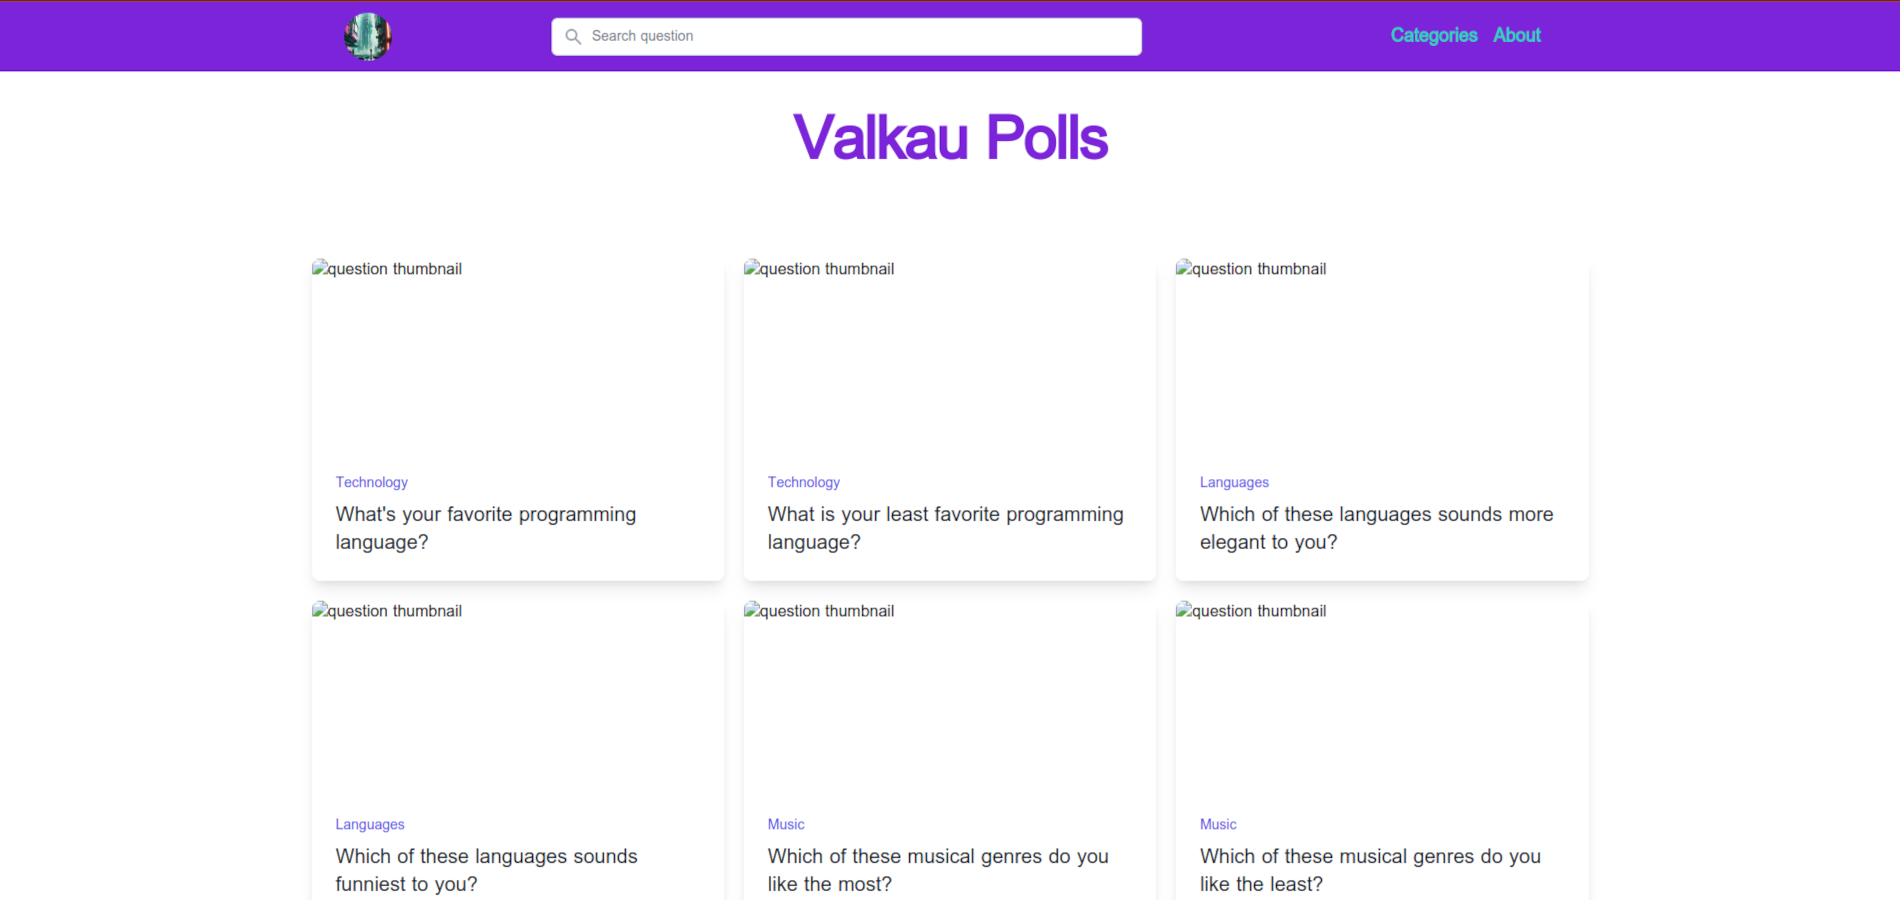 Search question
Categories About
Valkau Polls
question thumbnail
question thumbnail
question thumbnail
Technology
What's your favorite programming
language?
Technology
What is your least favorite programming
language?
Languages
Which of these languages sounds more
elegant to you?
question thumbnail
question thumbnail
question thumbnail
Languages
Which of these languages sounds
funniest to you?
Music
Which of these musical genres do you
like the most?
Music
Which of these musical genres do you
like the least?